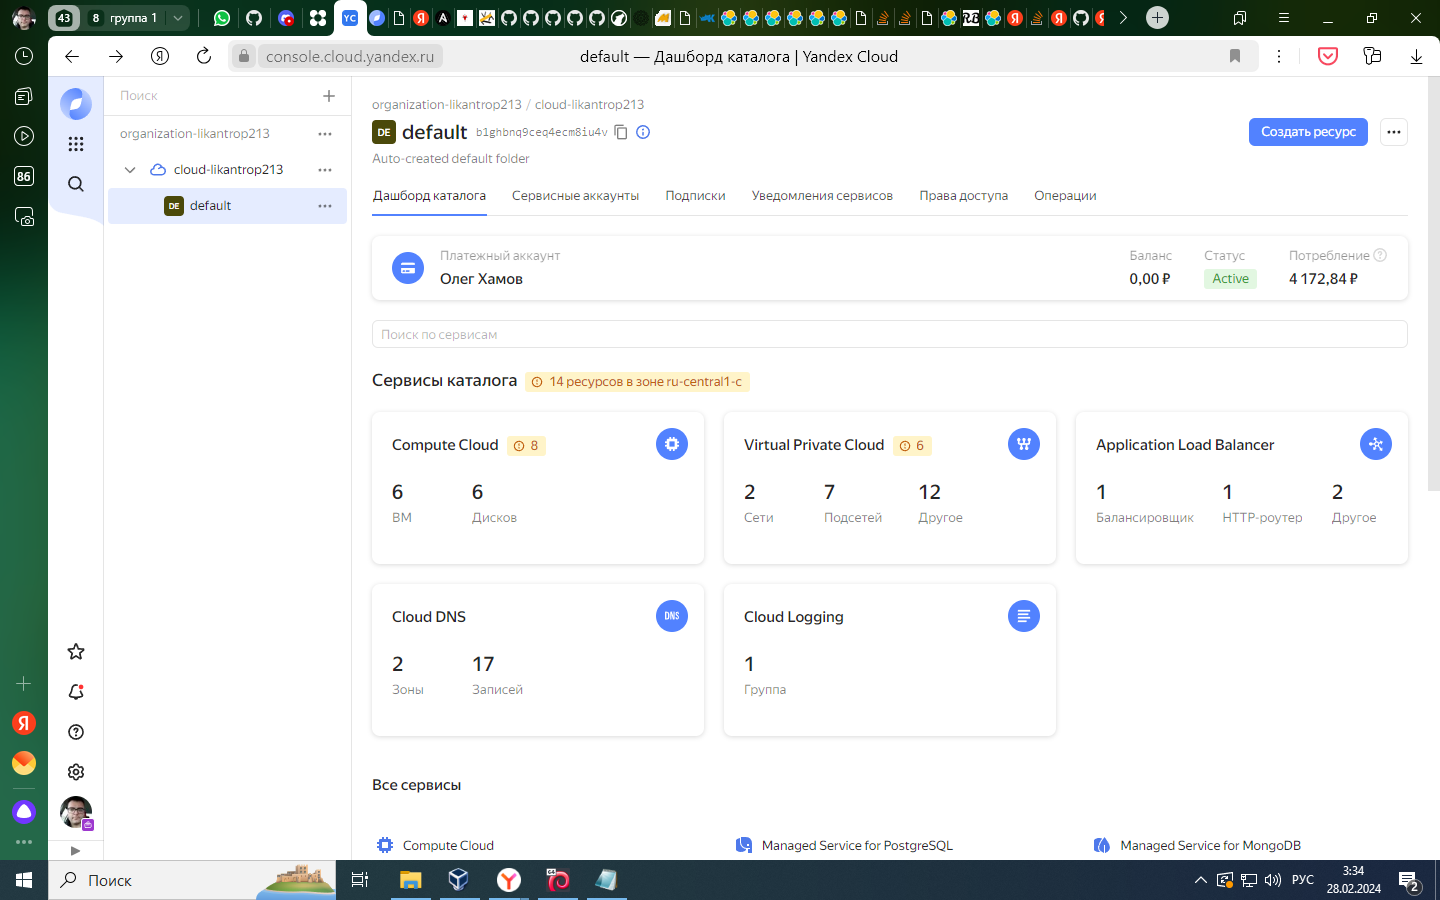 43
8 группа 1
YC
console.cloud.yandex.ru
default — Дашборд каталога | Yandex Cloud
86
Поиск
organization-likantrop213
cloud-likantrop213
DE default
organization-likantrop213 / cloud-likantrop213
DE default b1ghbnq9ceq4ecm8iu4v
Создать ресурс
Auto-created default folder
Дашборд каталога Сервисные аккаунты Подписки Уведомления сервисов Права доступа Операции
Платежный аккаунт Баланс Статус Потребление
Олег Хамов 0,00 ₽ Active 4 172,84 ₽
Поиск по сервисам
Сервисы каталога 14 ресурсов в зоне ru-central1-c
Compute Cloud 8
6 6
ВМ Дисков
Virtual Private Cloud 6
2 7 12
Сети Подсетей Другое
Application Load Balancer
1 1 2
Балансировщик HTTP-роутер Другое
Cloud DNS DNS
2 17
Зоны Записей
Cloud Logging
1
Группа
Все сервисы
Compute Cloud Managed Service for PostgreSQL Managed Service for MongoDB
Поиск
64
РУС
3:34
28.02.2024
2